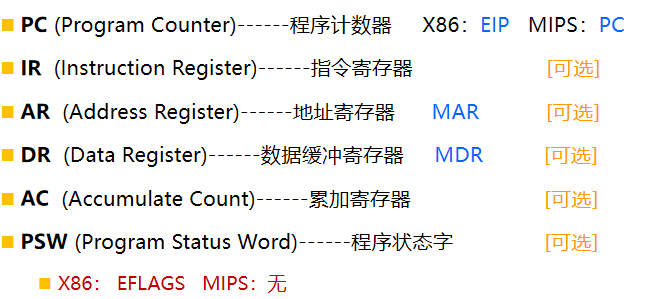 PC (Program Counter)------程序计数器 X86：EIP MIPS：PC
IR (Instruction Register)------指令寄存器 [可选]
AR (Address Register)------地址寄存器 MAR [可选]
DR (Data Register)------数据缓冲寄存器 MDR [可选]
AC (Accumulate Count)------累加寄存器 [可选]
PSW (Program Status Word)------程序状态字 [可选]
X86： EFLAGS MIPS：无